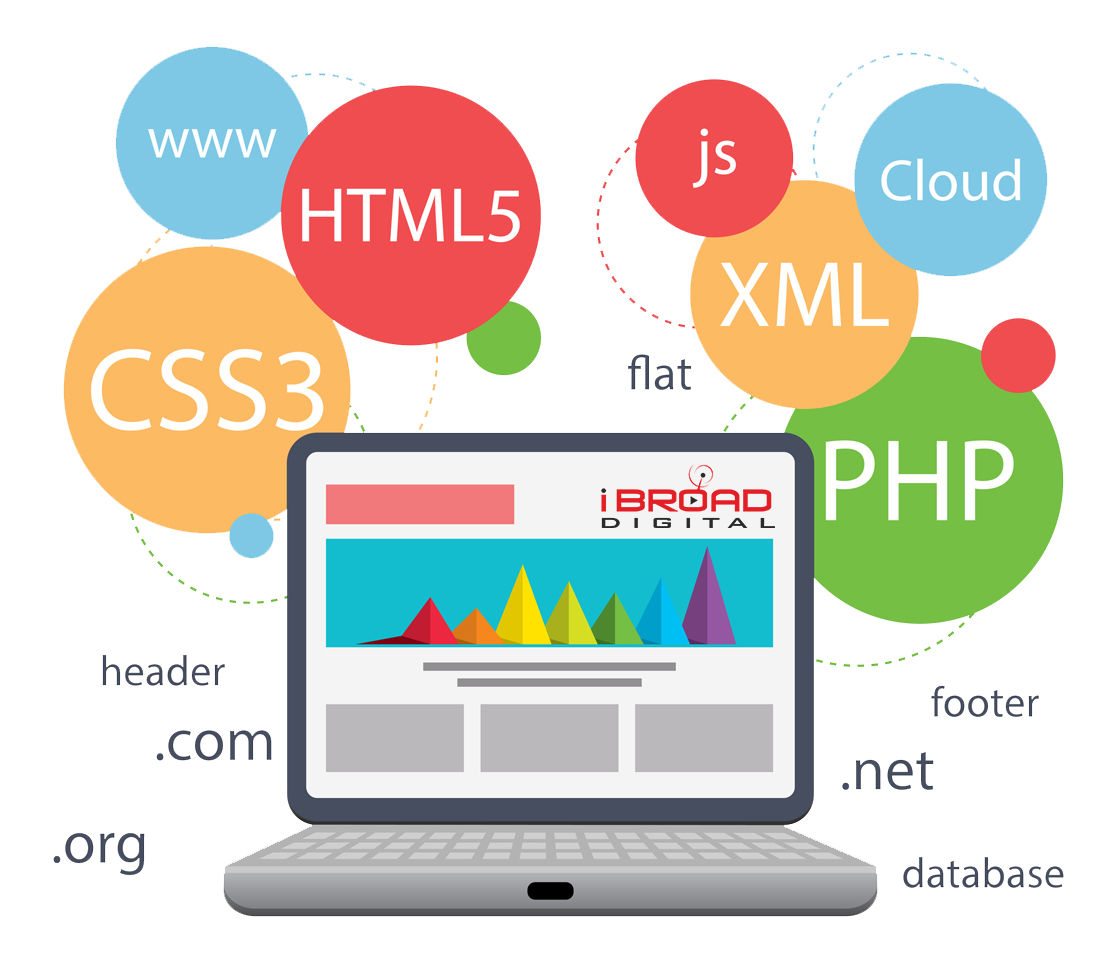 www
HTML5
js
Cloud
XML
CSS3
flat
PHP
iBROAD
DIGITAL
header
footer
.com
.net
.org
database